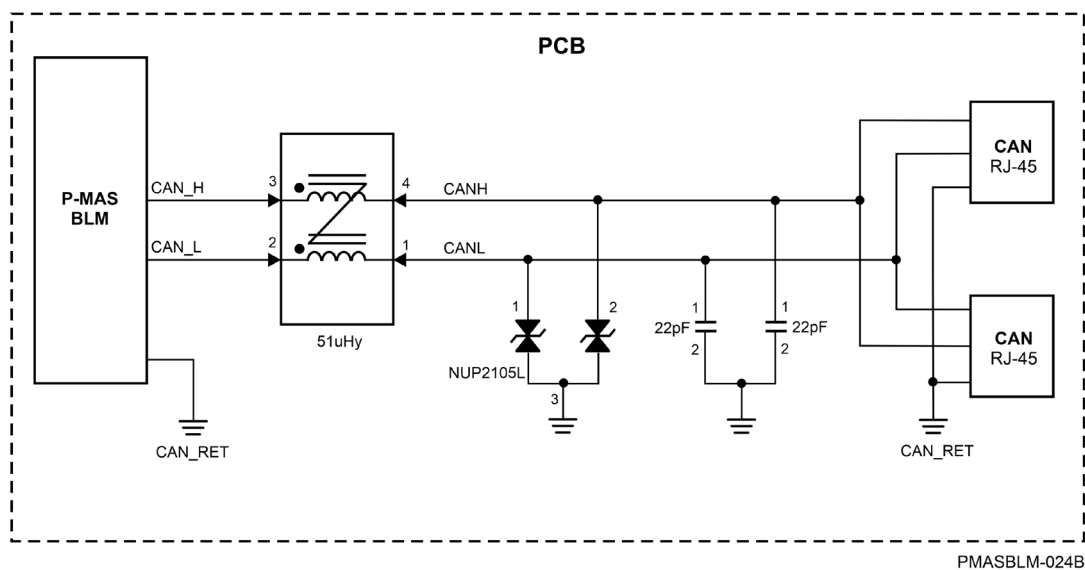 PCB
P-MAS
BLM
CAN_H
3
4
CANH
CAN_L
2
1
CANL
51uHy
1
2
NUP2105L
3
22pF
1
2
1
22pF
2
CAN
RJ-45
CAN
RJ-45
CAN_RET
CAN_RET
PMASBLM-024B